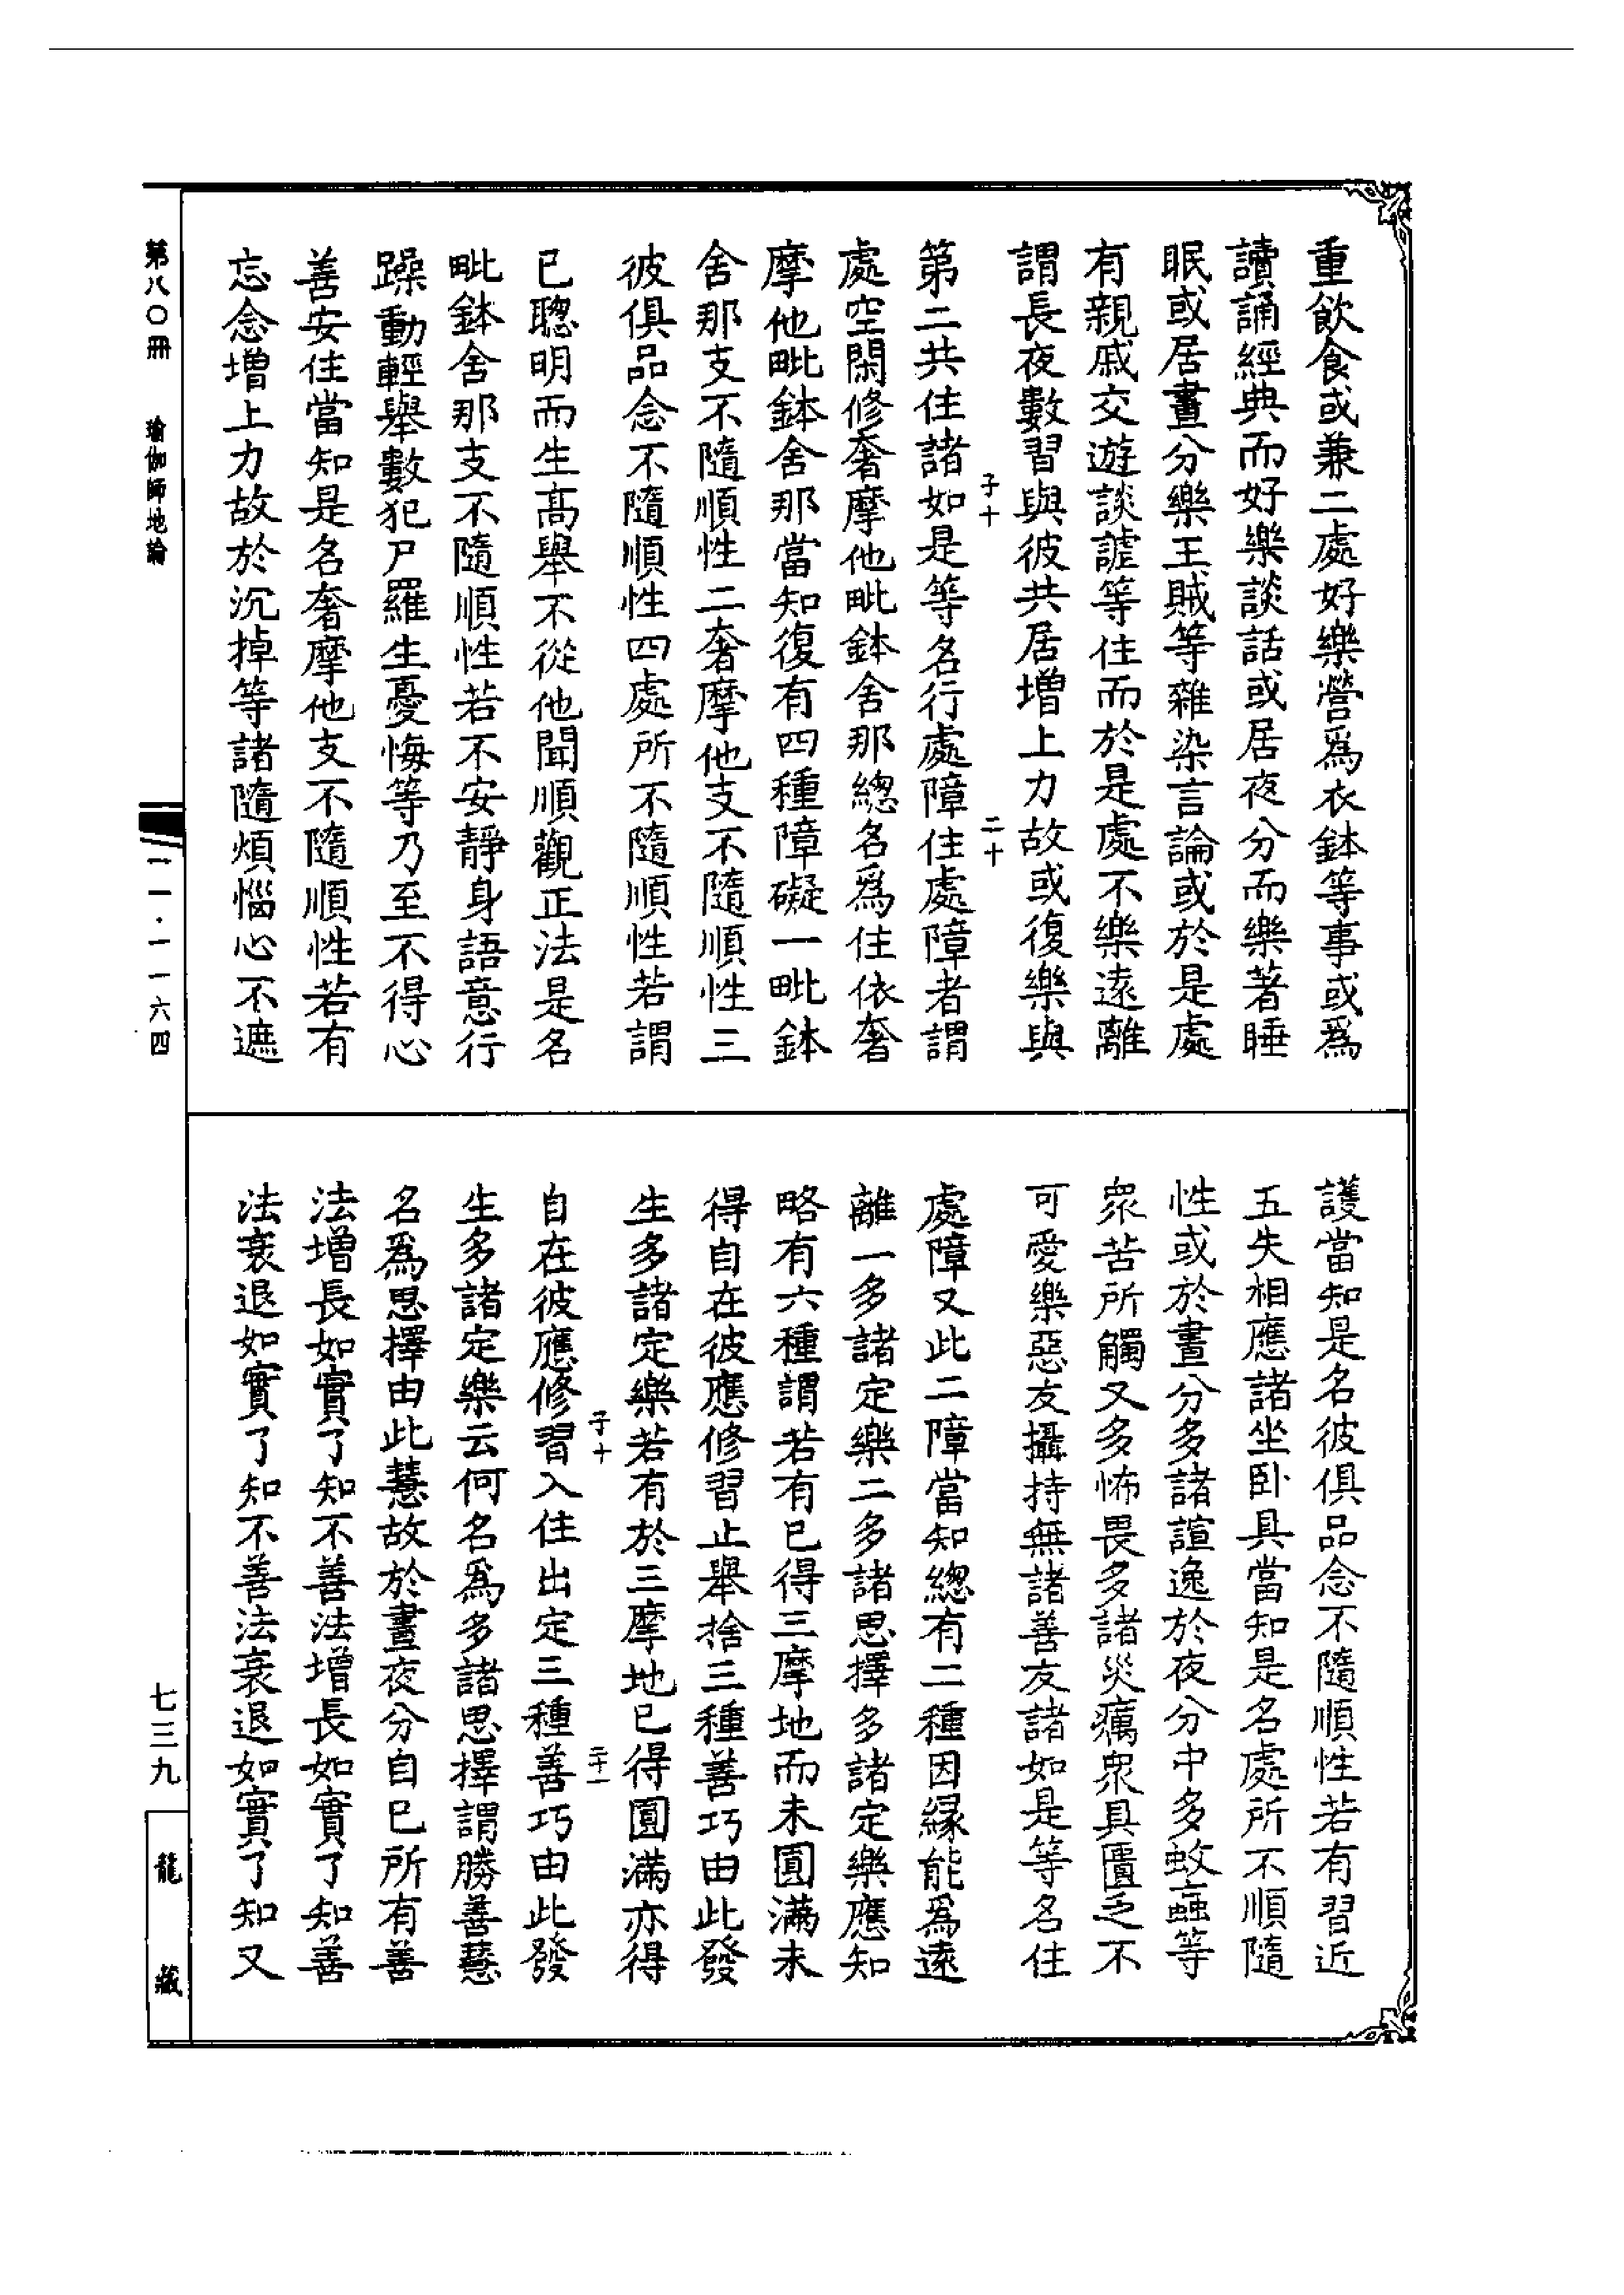 重飲食或兼二處好樂營爲衣鉢等事或爲
讀誦經典而好樂談話或居夜分而樂著睡
眠或居晝分樂王賊等雜染言論或於是處
有親戚交遊談謔等住而於是處不樂遠離
謂長夜數習與彼共居增上力故或復樂與
子十
二十
第二共住諸如是等名行處障住處障者謂
處空閑修奢摩他毗鉢舍那總名爲住依奢
摩他毗鉢舍那當知復有四種障礙一毗鉢
舍那支不隨順性二奢摩他支不隨順性三
彼俱品念不隨順性四處所不隨順性若謂
已聰明而生高舉不從他聞順觀正法是名
毗鉢舍那支不隨順性若不安靜身語意行
躁動輕舉數犯尸羅生憂悔等乃至不得心
善安住當知是名奢摩他支不隨順性若有
忘念增上力故於沉掉等諸隨煩惱心不遮
護當知是名彼俱品念不隨順性若有習近
五失相應諸坐臥具當知是名處所不順隨
性或於晝分多諸諠逸於夜分中多蚊䖟等
眾苦所觸又多怖畏多諸災癘眾具匱乏不
可愛樂惡友攝持無諸善友諸如是等名住
處障又此二障當知總有二種因緣能爲遠
離一多諸定樂二多諸思擇多諸定樂應知
略有六種謂若有已得三摩地而未圓滿未
得自在彼應修習止舉捨三種善巧由此發
生多諸定樂若有於三摩地已得圓滿亦得
子十
二十一
自在彼應修習入住出定三種善巧由此發
生多諸定樂云何名爲多諸思擇謂勝善慧
名爲思擇由此慧故於晝夜分自已所有善
法增長如實了知不善法增長如實了知善
法衰退如實了知不善法衰退如實了知又
第八〇冊 瑜伽師地論
一一·一一六四
七三九
龍藏